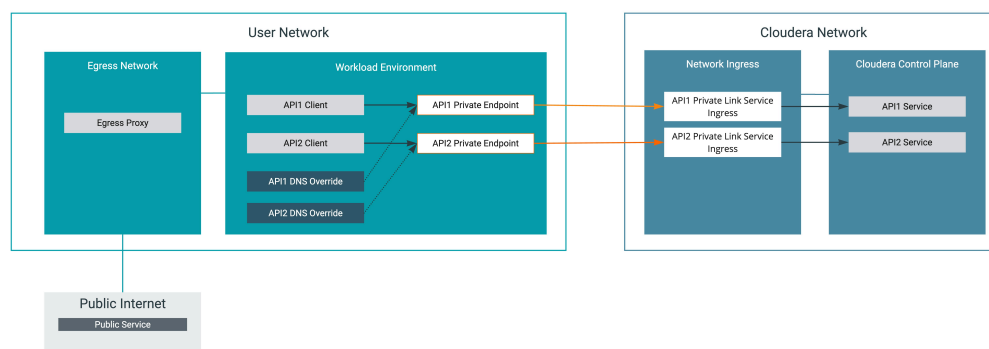 User Network
Egress Network
Egress Proxy
Workload Environment
API1 Client
API1 Private Endpoint
API2 Client
API2 Private Endpoint
API1 DNS Override
API2 DNS Override
Cloudera Network
Network Ingress
API1 Private Link Service
Ingress
API2 Private Link Service
Ingress
Cloudera Control Plane
API1 Service
API2 Service
Public Internet
Public Service